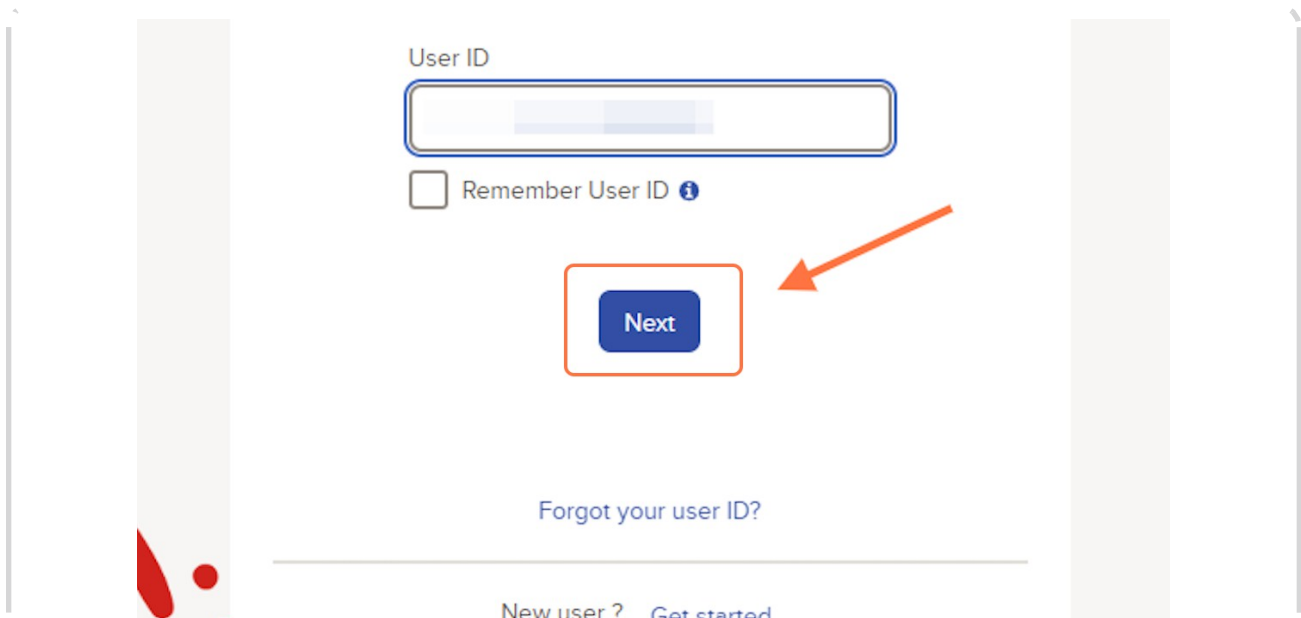 User ID
Remember User ID
Next
Forgot your user ID?
New user ? Get started